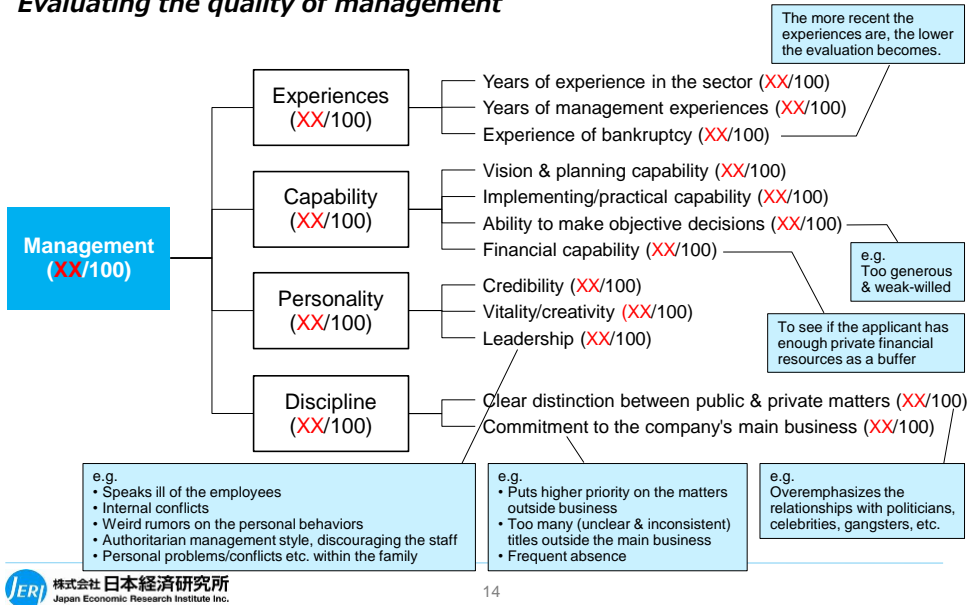 Evaluating the quality of management
The more recent the
experiences are, the lower
the evaluation becomes.
Experiences
(XX/100)
Years of experience in the sector (XX/100)
Years of management experiences (XX/100)
Experience of bankruptcy (XX/100)
Capability
(XX/100)
Vision & planning capability (XX/100)
Implementing/practical capability (XX/100)
Ability to make objective decisions (XX/100)
Financial capability (XX/100)
Management
(XX/100)
e.g.
Too generous
& weak-willed
Personality
(XX/100)
Credibility (XX/100)
Vitality/creativity (XX/100)
Leadership (XX/100)
To see if the applicant has
enough private financial
resources as a buffer
Discipline
(XX/100)
Clear distinction between public & private matters (XX/100)
Commitment to the company's main business (XX/100)
e.g.
• Speaks ill of the employees
• Internal conflicts
• Weird rumors on the personal behaviors
• Authoritarian management style, discouraging the staff
• Personal problems/conflicts etc. within the family
e.g.
• Puts higher priority on the matters
outside business
• Too many (unclear & inconsistent)
titles outside the main business
• Frequent absence
e.g.
Overemphasizes the
relationships with politicians,
celebrities, gangsters, etc.
JERI 株式会社 日本経済研究所
Japan Economic Research Institute Inc.
14